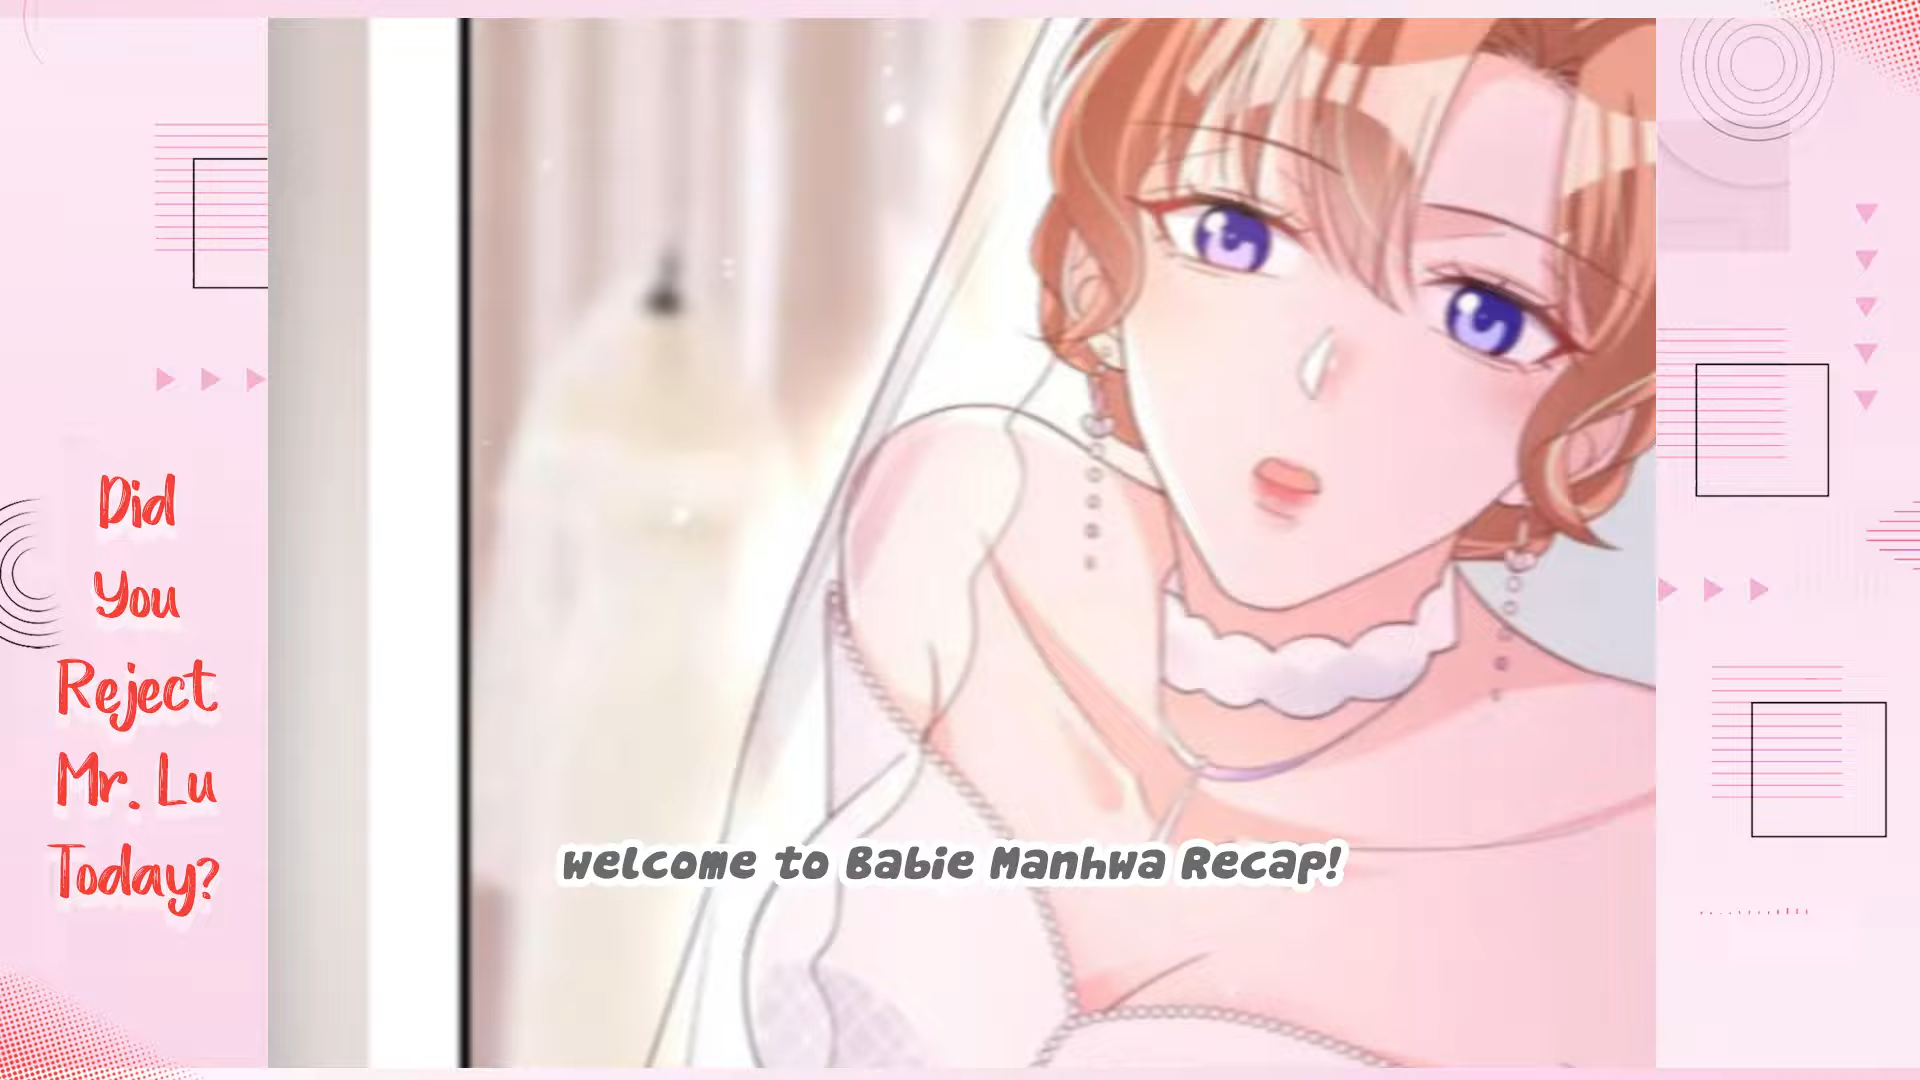 Did
You
Reject
Mr. Lu
Today?
welcome to Babie Manhwa Recap!